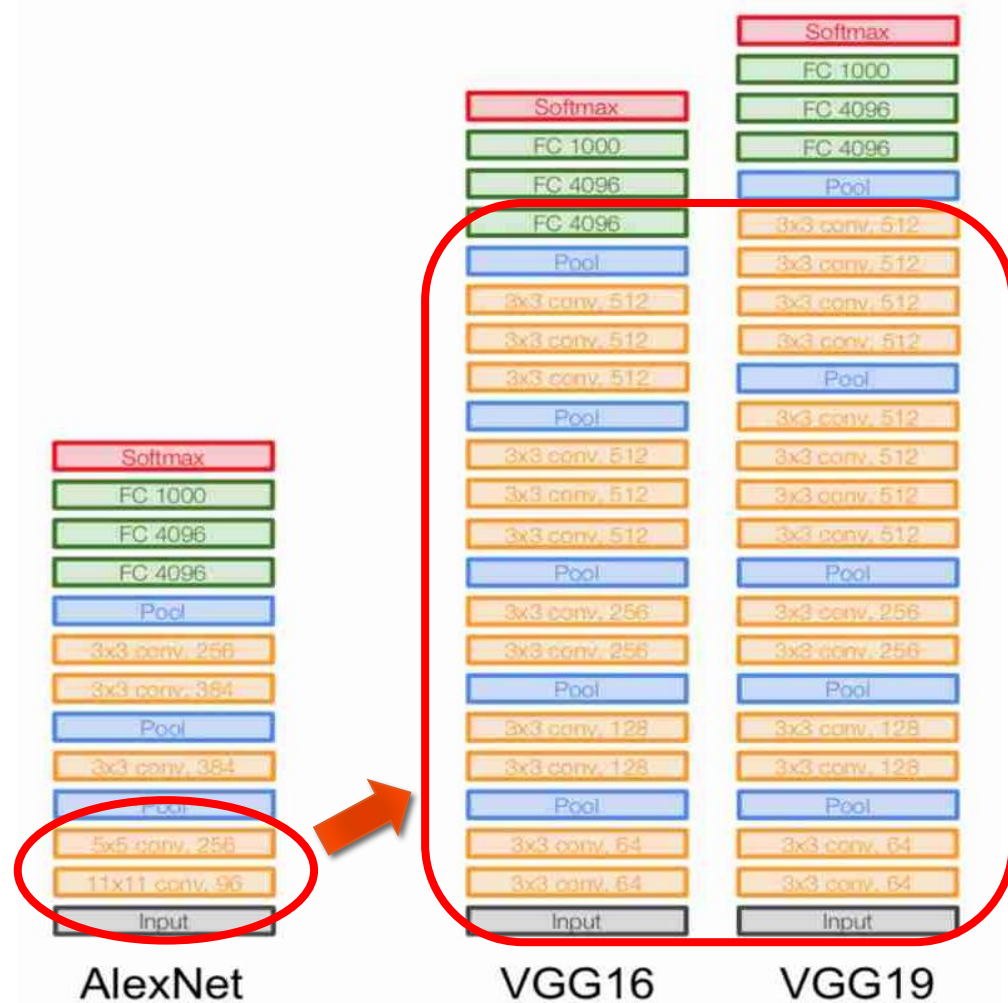 Softmax
FC 1000
FC 4096
FC 4096
Pool
3x3 conv, 256
3x3 conv, 384
Pool
3x3 conv, 384
Pool
5x5 conv, 256
11x11 conv, 96
Input
AlexNet
Softmax
FC 1000
FC 4096
FC 4096
Pool
3x3 conv, 512
3x3 conv, 512
3x3 conv, 512
Pool
3x3 conv, 512
3x3 conv, 512
3x3 conv, 512
Pool
3x3 conv, 256
3x3 conv, 256
Pool
3x3 conv, 128
3x3 conv, 128
Pool
3x3 conv, 64
3x3 conv, 64
Input
VGG16
Softmax
FC 1000
FC 4096
FC 4096
Pool
3x3 conv, 512
3x3 conv, 512
3x3 conv, 512
3x3 conv, 512
Pool
3x3 conv, 512
3x3 conv, 512
3x3 conv, 512
3x3 conv, 512
Pool
3x3 conv, 256
3x3 conv, 256
Pool
3x3 conv, 128
3x3 conv, 128
Pool
3x3 conv, 64
3x3 conv, 64
Input
VGG19